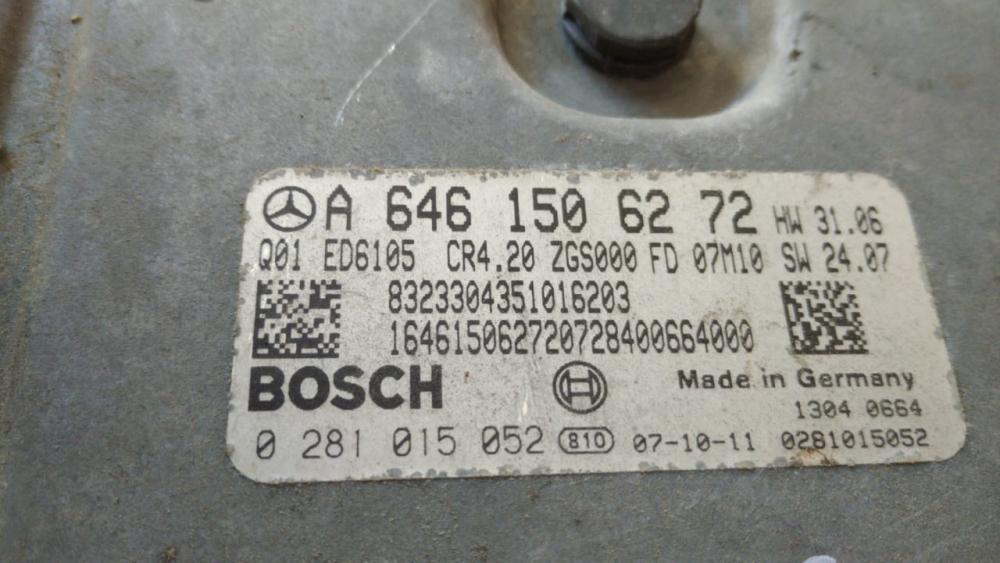 A 646 150 62 72 HW 31.06
Q01 ED6105 CR4.20 ZGS000 FD 07M10 SW 24.07
8323304351016203
164615062720728400664000
BOSCH Made in Germany
1304 0664
0 281 015 052 810 07-10-11 0281015052